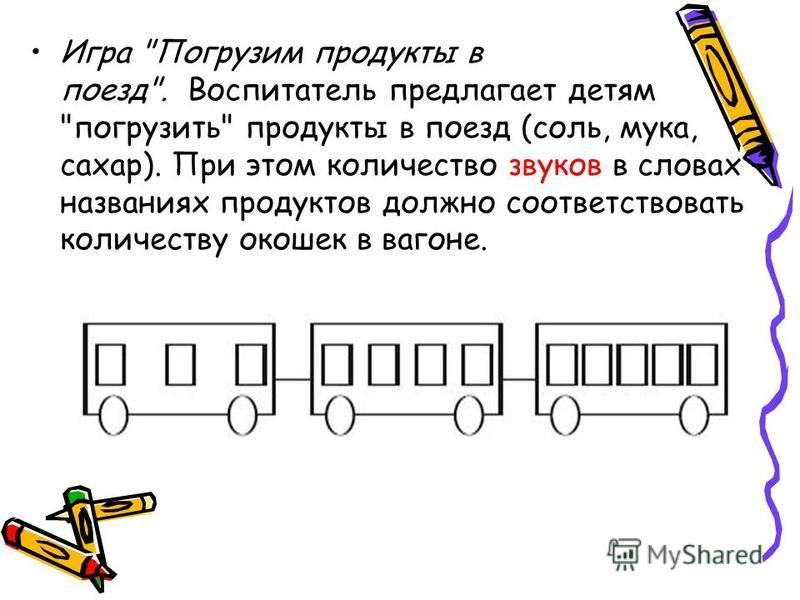 • Игра "Погрузим продукты в
поезд". Воспитатель предлагает детям
"погрузить" продукты в поезд (соль, мука,
сахар). При этом количество звуков в словах
названиях продуктов должно соответствовать
количеству окошек в вагоне.
MyShared